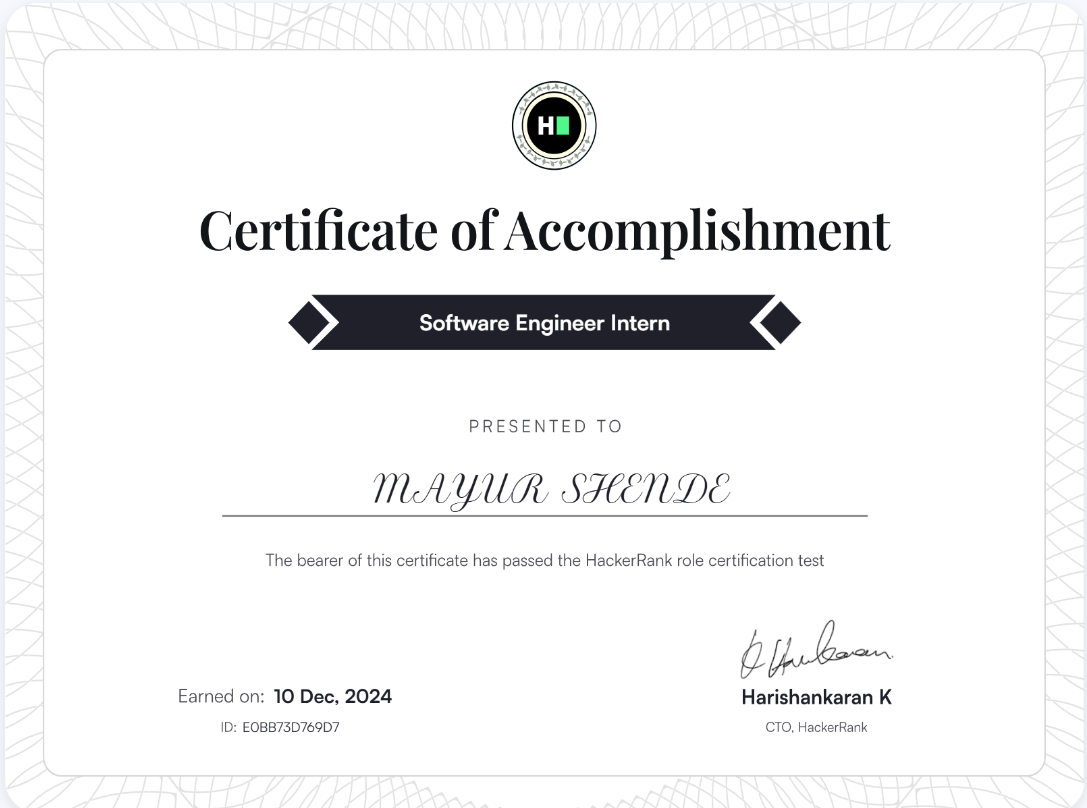 H
Certificate of Accomplishment
Software Engineer Intern
PRESENTED TO
MAYUR SHENDE
The bearer of this certificate has passed the HackerRank role certification test
Earned on: 10 Dec, 2024
ID: E0BB73D769D7
Harishankaran K
CTO, HackerRank